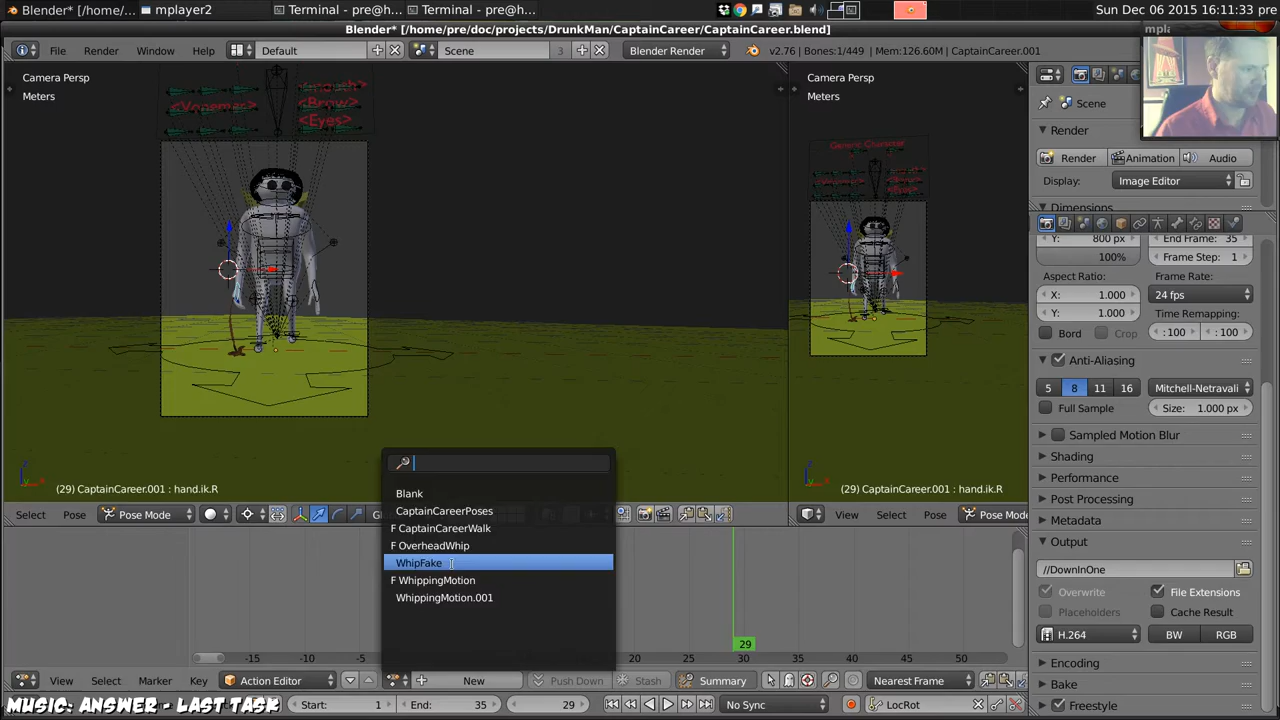 Blender* [/home/...
mplayer2
Terminal - pre@h...
Terminal - pre@h...
Sun Dec 06 2015 16:11:33 pm
Blender* [/home/pre/doc/projects/DrunkMan/CaptainCareer/CaptainCareer.blend]
mpl
File Render Window Help
Default
Scene
3
Blender Render
v2.76 | Bones:1/449 | Mem:126.60M | CaptainCareer.001
Camera Persp
Meters
<Brow>
<Eyes>
Camera Persp
Meters
Generic Character
Scene
Render
Render
Animation
Audio
Display:
Image Editor
Dimensions
Y: 800 px
End Frame: 35
100%
Frame Step: 1
Aspect Ratio:
Frame Rate:
X: 1.000
24 fps
Y: 1.000
Time Remapping:
Bord
Crop
:100
:100
Anti-Aliasing
5 8 11 16
Mitchell-Netravali
Full Sample
Size: 1.000 px
Sampled Motion Blur
Shading
Performance
Post Processing
Metadata
Output
//DownInOne
Overwrite
File Extensions
Placeholders
Cache Result
H.264
BW
RGB
Encoding
Bake
Freestyle
(29) CaptainCareer.001 : hand.ik.R
(29) CaptainCareer.001 : hand.ik.R
Select Pose Pose Mode
View Select Pose Pose Mode
Blank
CaptainCareerPoses
F CaptainCareerWalk
F OverheadWhip
WhipFake
F WhippingMotion
WhippingMotion.001
29
-15 -10 -5 20 25 30 35 40 45 50
View Select Marker Key
Action Editor
New
Push Down
Stash
Summary
Nearest Frame
MUSIC: ANSWER - LAST TASK
Start: 1
End: 35
29
No Sync
LocRot